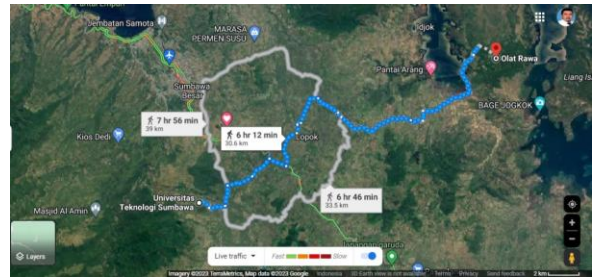 Jembatan Samota
MARASA
PERMEN SUSU
Sumbawa
Besar
Pantai Arang
Olat Rawa
Liang Is
BAGE JOGKOK
7 hr 56 min
39 km
Kios Dedi
6 hr 12 min
30.6 km
6 hr 46 min
33.5 km
Universitas
Teknologi Sumbawa
Masjid Al Amin
Layers
Live traffic
Fast
Slow
Imagery ©2023 TerraMetrics, Map data ©2023 Google
Indonesia
Terms
Privacy
Send feedback
2 km